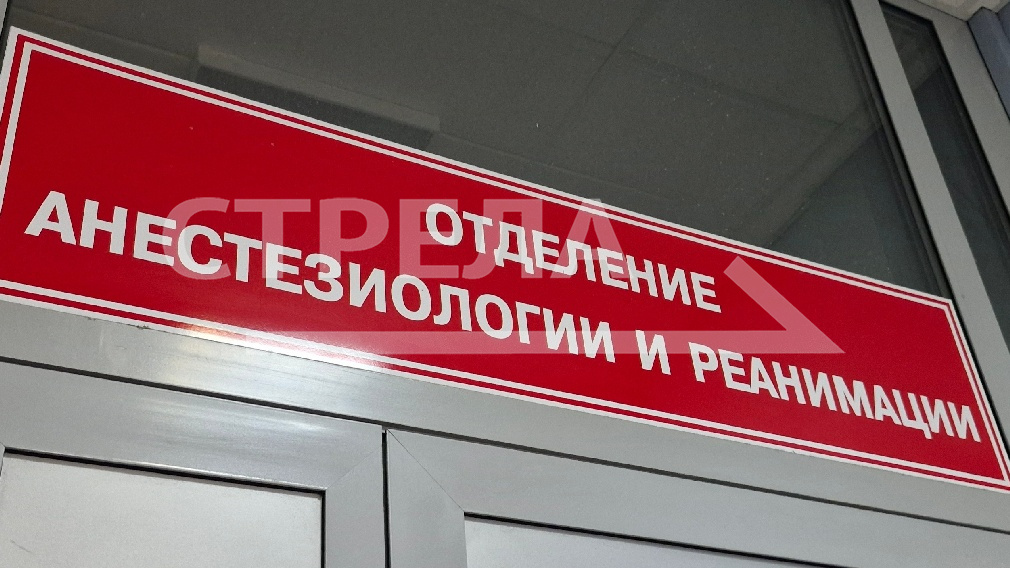 ОТДЕЛЕНИЕ
АНЕСТЕЗИОЛОГИИ И РЕАНИМАЦИИ
СТРЕЛА